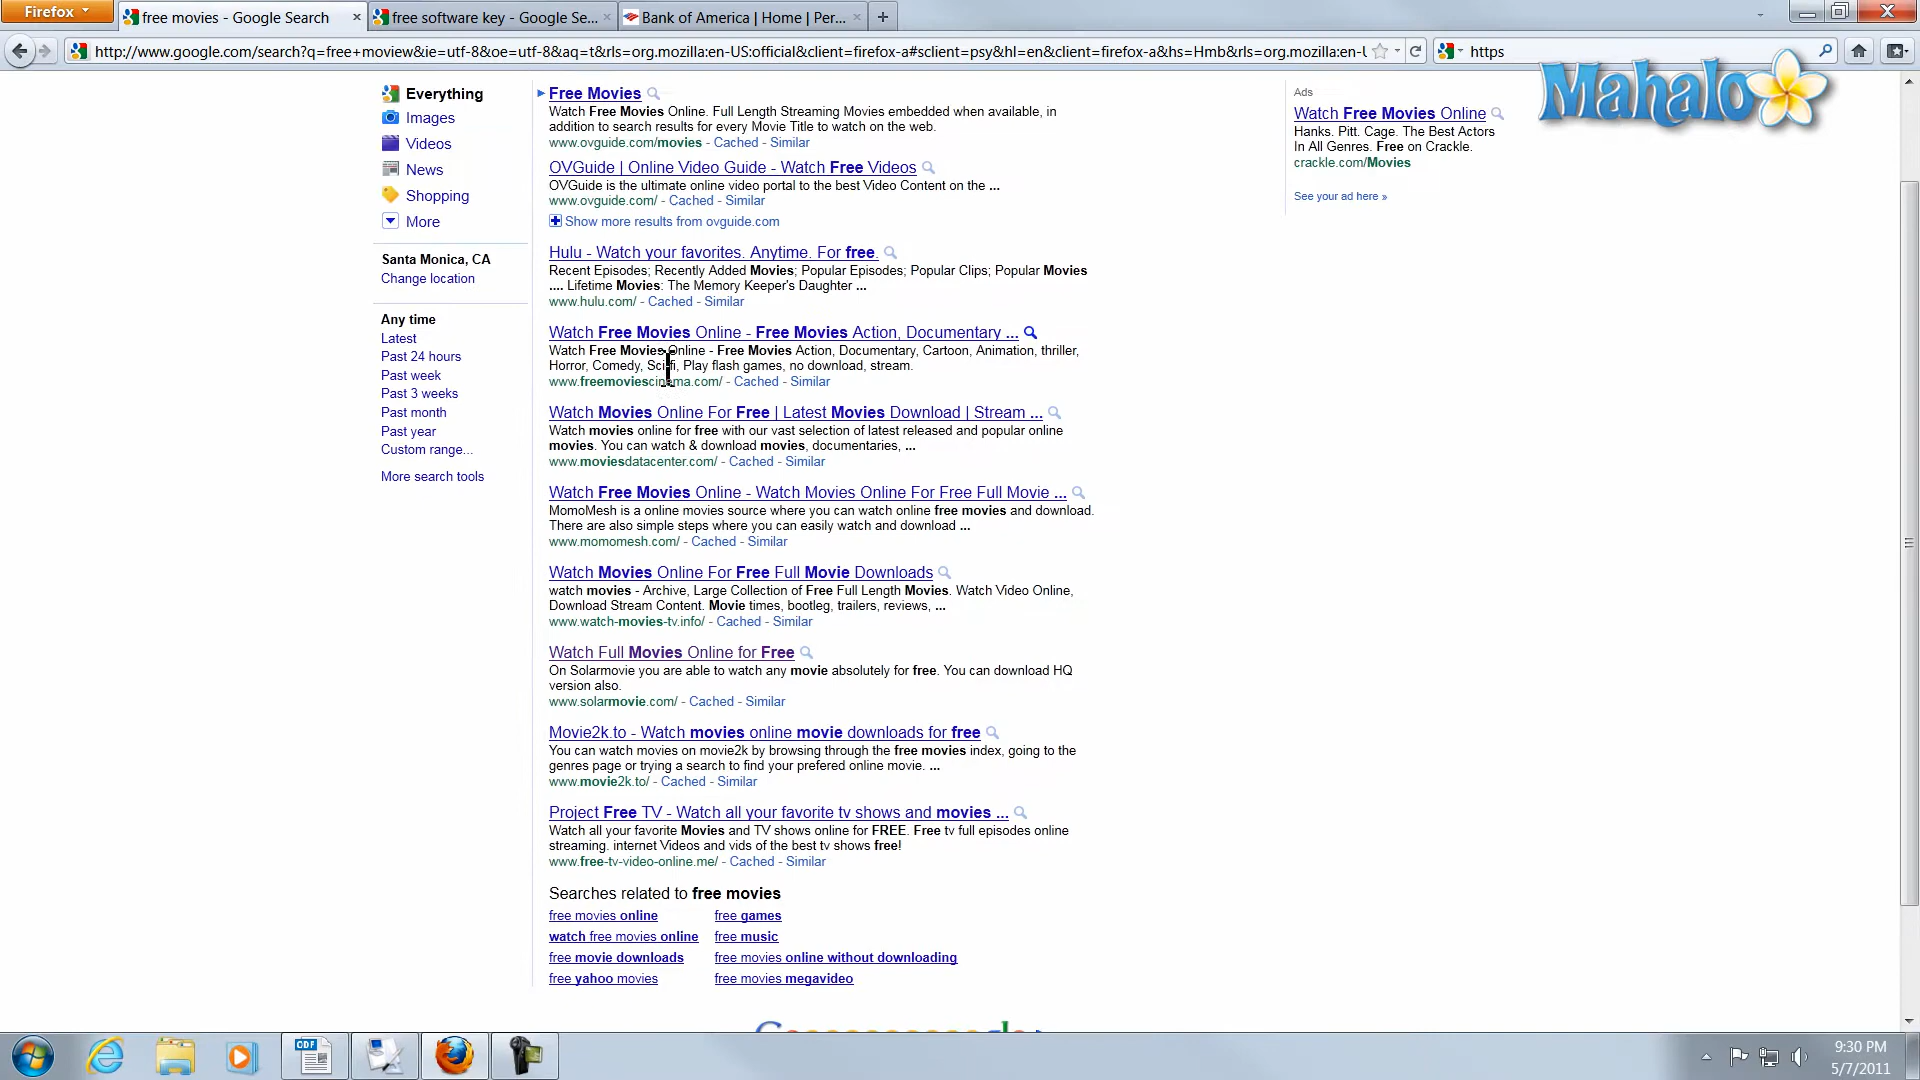 Firefox
free movies - Google Search
free software key - Google Se...
Bank of America | Home | Per...
http://www.google.com/search?q=free+moview&ie=utf-8&oe=utf-8&aq=t&rls=org.mozilla:en-US:official&client=firefox-a#sclient=psy&hl=en&client=firefox-a&hs=Hmb&rls=org.mozilla:en-U
https
Mahalo
Everything
Images
Videos
News
Shopping
More
Santa Monica, CA
Change location
Any time
Latest
Past 24 hours
Past week
Past 3 weeks
Past month
Past year
Custom range...
More search tools
Free Movies
Watch Free Movies Online. Full Length Streaming Movies embedded when available, in
addition to search results for every Movie Title to watch on the web.
www.ovguide.com/movies - Cached - Similar
OVGuide | Online Video Guide - Watch Free Videos
OVGuide is the ultimate online video portal to the best Video Content on the ...
www.ovguide.com/ - Cached - Similar
Show more results from ovguide.com
Hulu - Watch your favorites. Anytime. For free.
Recent Episodes; Recently Added Movies; Popular Episodes; Popular Clips; Popular Movies
.... Lifetime Movies: The Memory Keeper's Daughter ...
www.hulu.com/ - Cached - Similar
Watch Free Movies Online - Free Movies Action, Documentary ...
Watch Free Movies Online - Free Movies Action, Documentary, Cartoon, Animation, thriller,
Horror, Comedy, Sci-fi, Play flash games, no download, stream.
www.freemoviescinema.com/ - Cached - Similar
Watch Movies Online For Free | Latest Movies Download | Stream ...
Watch movies online for free with our vast selection of latest released and popular online
movies. You can watch & download movies, documentaries, ...
www.moviesdatacenter.com/ - Cached - Similar
Watch Free Movies Online - Watch Movies Online For Free Full Movie ...
MomoMesh is a online movies source where you can watch online free movies and download.
There are also simple steps where you can easily watch and download ...
www.momomesh.com/ - Cached - Similar
Watch Movies Online For Free Full Movie Downloads
watch movies - Archive, Large Collection of Free Full Length Movies. Watch Video Online,
Download Stream Content. Movie times, bootleg, trailers, reviews, ...
www.watch-movies-tv.info/ - Cached - Similar
Watch Full Movies Online for Free
On Solarmovie you are able to watch any movie absolutely for free. You can download HQ
version also.
www.solarmovie.com/ - Cached - Similar
Movie2k.to - Watch movies online movie downloads for free
You can watch movies on movie2k by browsing through the free movies index, going to the
genres page or trying a search to find your prefered online movie. ...
www.movie2k.to/ - Cached - Similar
Project Free TV - Watch all your favorite tv shows and movies ...
Watch all your favorite Movies and TV shows online for FREE. Free tv full episodes online
streaming. internet Videos and vids of the best tv shows free!
www.free-tv-video-online.me/ - Cached - Similar
Searches related to free movies
free movies online
free games
watch free movies online
free music
free movie downloads
free movies online without downloading
free yahoo movies
free movies megavideo
Ads
Watch Free Movies Online
Hanks. Pitt. Cage. The Best Actors
In All Genres. Free on Crackle.
crackle.com/Movies
See your ad here »
ODF
9:30 PM
5/7/2011